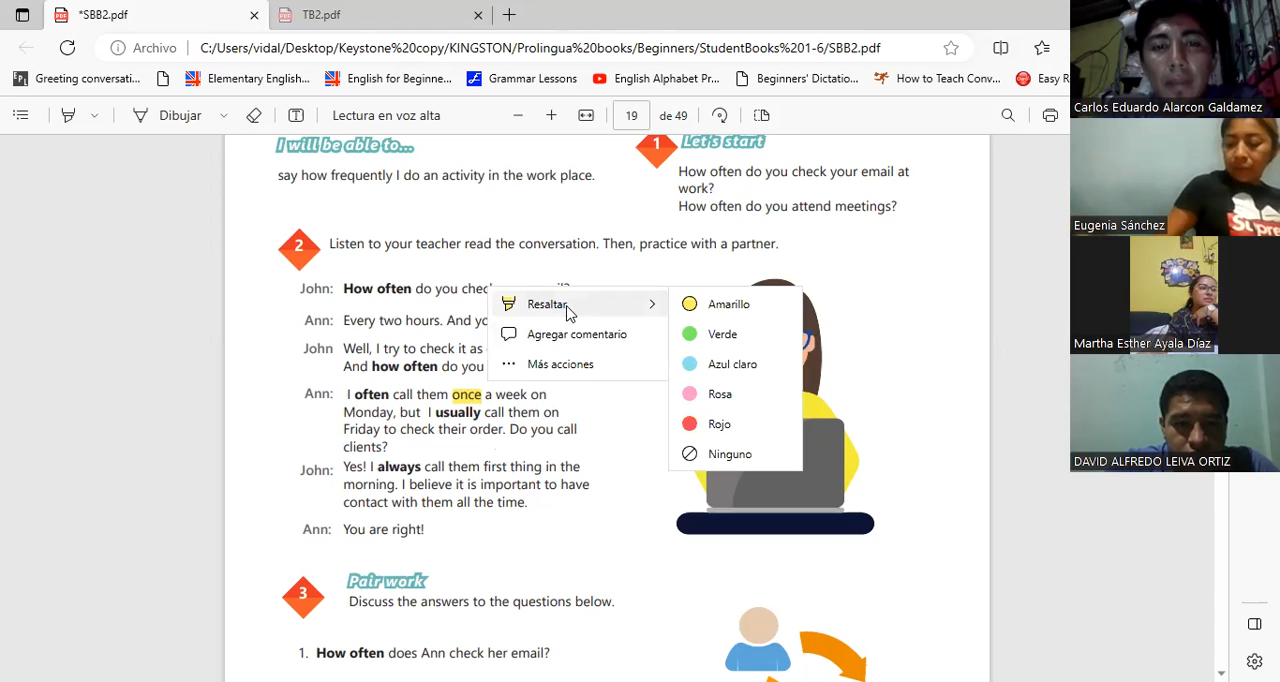 *SBB2.pdf
TB2.pdf
Archivo
C:/Users/vidal/Desktop/Keystone%20copy/KINGSTON/Prolingua%20books/Beginners/StudentBooks%201-6/SBB2.pdf
Greeting conversati...
Elementary English...
English for Beginne...
Grammar Lessons
English Alphabet Pr...
Beginners' Dictatio...
How to Teach Conv...
Easy R
Dibujar
Lectura en voz alta
19
de 49
I will be able to...
say how frequently I do an activity in the work place.
1
Let's start
How often do you check your email at
work?
How often do you attend meetings?
2
Listen to your teacher read the conversation. Then, practice with a partner.
John: How often do you chec
Ann: Every two hours. And yo
John Well, I try to check it as
And how often do you
Ann: I often call them once a week on
Monday, but I usually call them on
Friday to check their order. Do you call
clients?
John: Yes! I always call them first thing in the
morning. I believe it is important to have
contact with them all the time.
Ann: You are right!
Resaltar
Agregar comentario
Más acciones
Amarillo
Verde
Azul claro
Rosa
Rojo
Ninguno
3
Pair work
Discuss the answers to the questions below.
1. How often does Ann check her email?
Carlos Eduardo Alarcon Galdamez
Eugenia Sánchez
Martha Esther Ayala Díaz
DAVID ALFREDO LEIVA ORTIZ